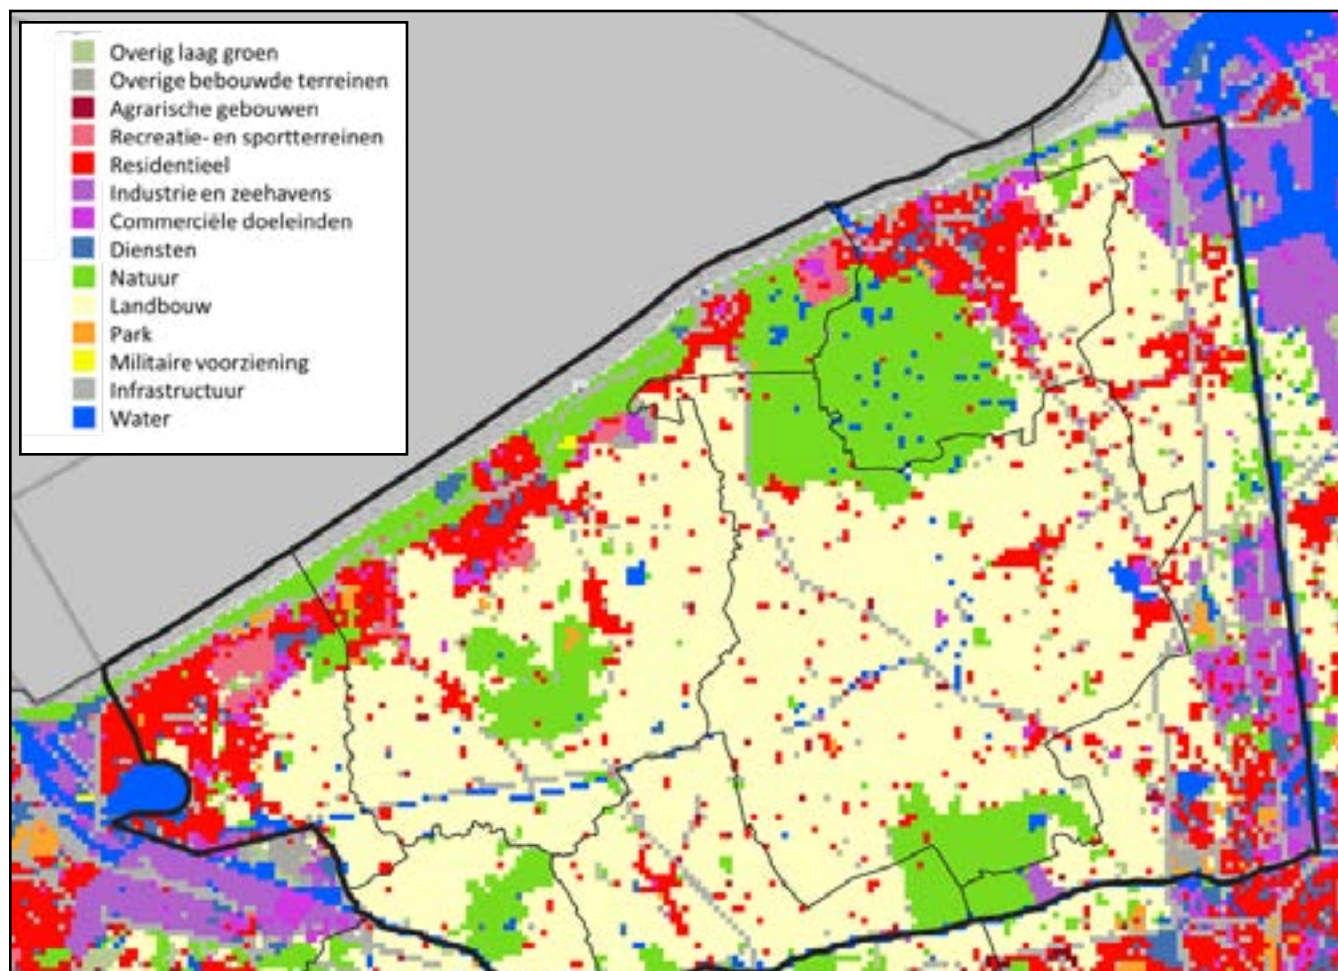 Overig laag groen
Overige bebouwde terreinen
Agrarische gebouwen
Recreatie- en sportterreinen
Residentieel
Industrie en zeehavens
Commerciële doeleinden
Diensten
Natuur
Landbouw
Park
Militaire voorziening
Infrastructuur
Water